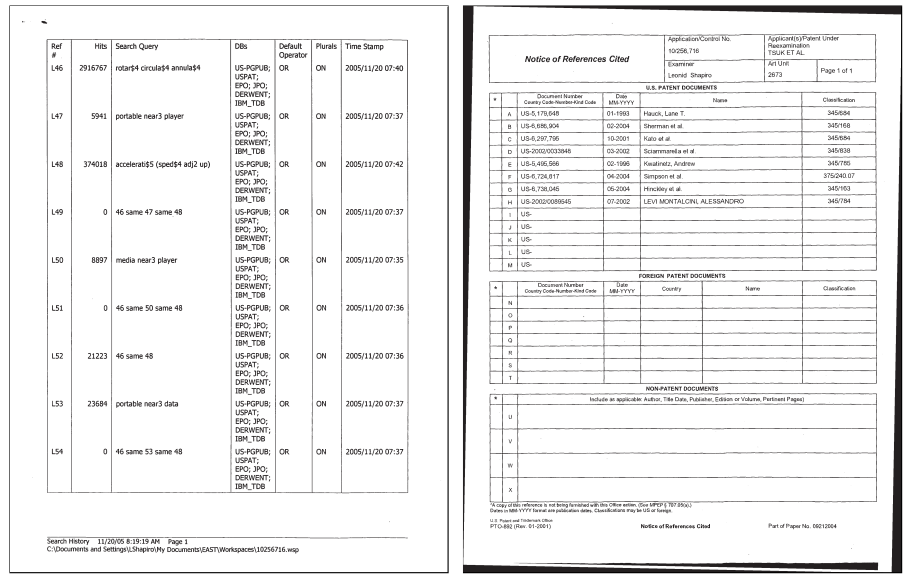 Ref
#
Hits
Search Query
DBs
Default
Operator
Plurals
Time Stamp
L46 2916767 rotar$4 circula$4 annula$4 US-PGPUB; OR ON 2005/11/20 07:40
USPAT;
EPO; JPO;
DERWENT;
IBM_TDB
L47 5941 portable near3 player US-PGPUB; OR ON 2005/11/20 07:37
USPAT;
EPO; JPO;
DERWENT;
IBM_TDB
L48 374018 accelerati$5 (sped$4 adj2 up) US-PGPUB; OR ON 2005/11/20 07:42
USPAT;
EPO; JPO;
DERWENT;
IBM_TDB
L49 0 46 same 47 same 48 US-PGPUB; OR ON 2005/11/20 07:37
USPAT;
EPO; JPO;
DERWENT;
IBM_TDB
L50 8897 media near3 player US-PGPUB; OR ON 2005/11/20 07:35
USPAT;
EPO; JPO;
DERWENT;
IBM_TDB
L51 0 46 same 50 same 48 US-PGPUB; OR ON 2005/11/20 07:36
USPAT;
EPO; JPO;
DERWENT;
IBM_TDB
L52 21223 46 same 48 US-PGPUB; OR ON 2005/11/20 07:36
USPAT;
EPO; JPO;
DERWENT;
IBM_TDB
L53 23684 portable near3 data US-PGPUB; OR ON 2005/11/20 07:37
USPAT;
EPO; JPO;
DERWENT;
IBM_TDB
L54 0 46 same 53 same 48 US-PGPUB; OR ON 2005/11/20 07:37
USPAT;
EPO; JPO;
DERWENT;
IBM_TDB
Search History 11/20/05 8:19:19 AM Page 1
C:\Documents and Settings\LShapiro\My Documents\EAST\Workspaces\10256716.wsp
Notice of References Cited
Application/Control No.
10/256,716
Applicant(s)/Patent Under
Reexamination
TSUK ET AL.
Examiner
Leonid Shapiro
Art Unit
2673
Page 1 of 1
U.S. PATENT DOCUMENTS
*
Document Number
Country Code-Number-Kind Code
Date
MM-YYYY
Name
Classification
A US-5,179,648 01-1993 Hauck, Lane T. 345/684
B US-6,686,904 02-2004 Sherman et al. 345/168
C US-6,297,795 10-2001 Kato et al. 345/684
D US-2002/0033848 03-2002 Sciammarella et al. 345/838
E US-5,495,566 02-1996 Kwatinetz, Andrew 345/785
F US-6,724,817 04-2004 Simpson et al. 375/240.07
G US-6,738,045 05-2004 Hinckley et al. 345/163
H US-2002/0089545 07-2002 LEVI MONTALCINI, ALESSANDRO 345/784
I US-
J US-
K US-
L US-
M US-
FOREIGN PATENT DOCUMENTS
*
Document Number
Country Code-Number-Kind Code
Date
MM-YYYY
Country
Name
Classification
N
O
P
Q
R
S
T
NON-PATENT DOCUMENTS
*
Include as applicable: Author, Title Date, Publisher, Edition or Volume, Pertinent Pages)
U
V
W
X
*A copy of this reference is not being furnished with this Office action. (See MPEP § 707.05(a).)
Dates in MM-YYYY format are publication dates. Classifications may be US or foreign.
U.S. Patent and Trademark Office
PTO-892 (Rev. 01-2001)
Notice of References Cited
Part of Paper No. 09212004